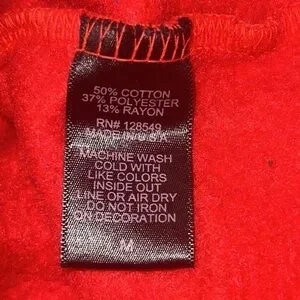 50% COTTON
37% POLYESTER
13% RAYON
RN# 128549
MADE IN U.S.A
MACHINE WASH
COLD WITH
LIKE COLORS
INSIDE OUT
LINE OR AIR DRY
DO NOT IRON
ON DECORATION
M